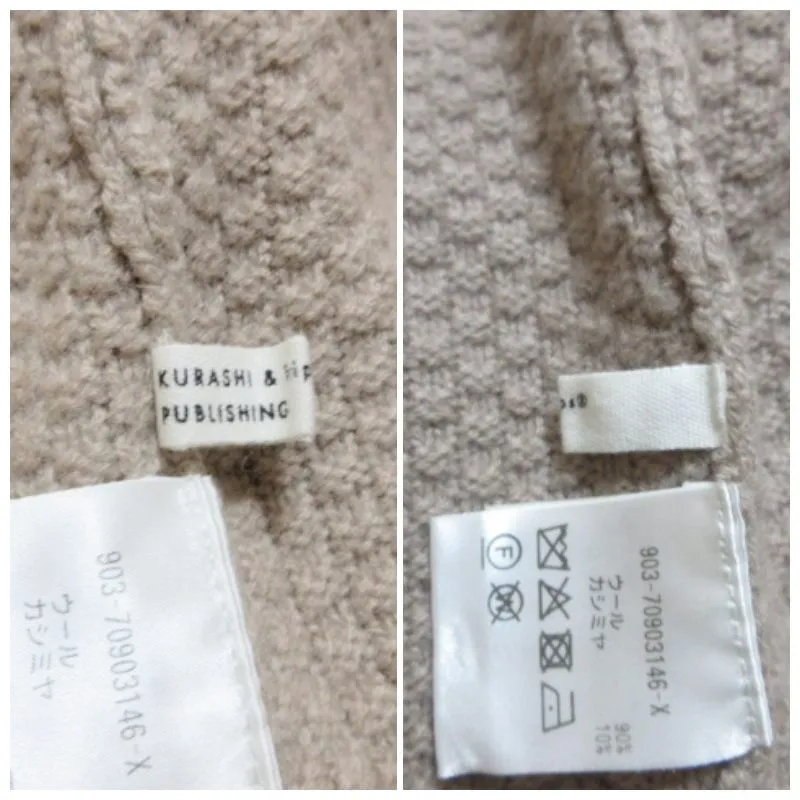 KURASHI &
PUBLISHING
903-70903146-X
ウール
カシミヤ
903-70903146-X
ウール 90%
カシミヤ 10%
F
W